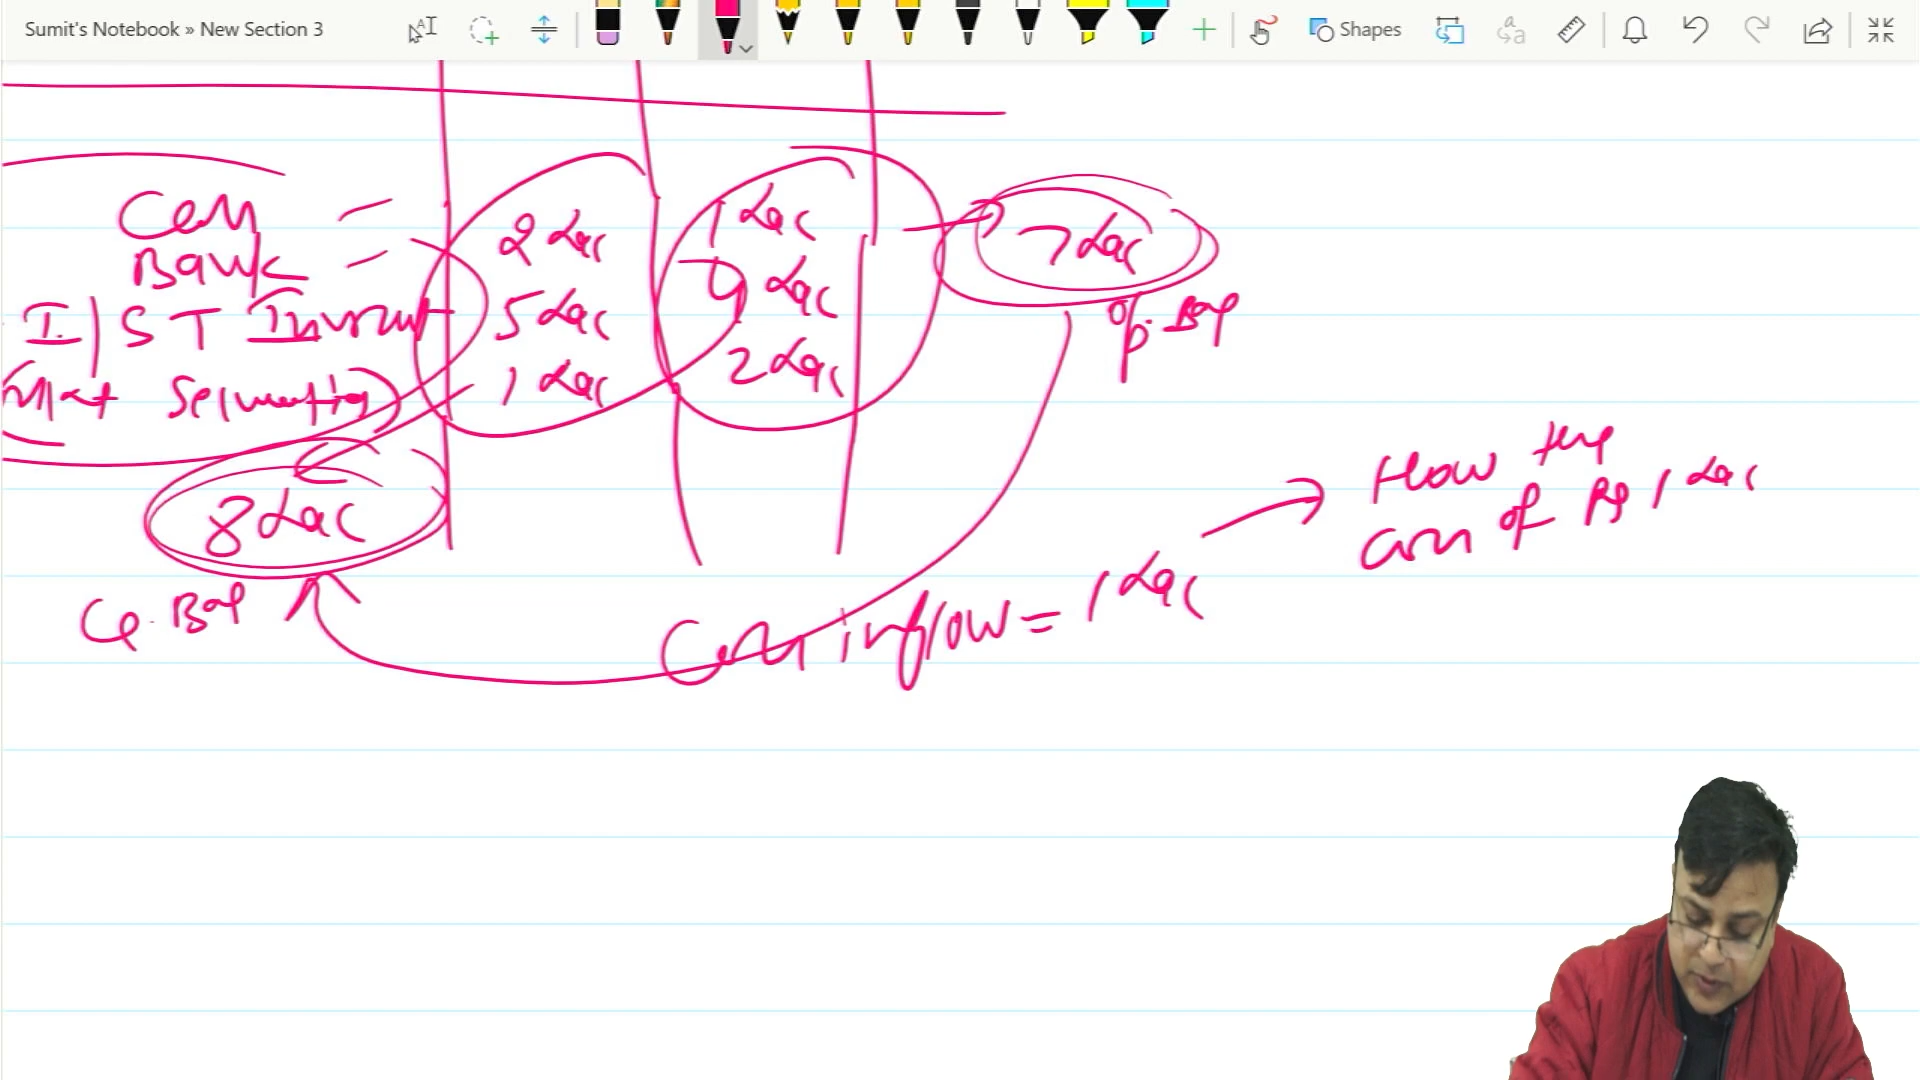 Sumit's Notebook » New Section 3
Shapes
Cash = 2 Lac 1 Lac
Bank = 5 Lac 4 Lac
I./S T 1 Lac 2 Lac
Mkt Securities)
7 Lac
op. Bal
8 Lac
Cl. Bal
Cash inflow = 1 Lac
How the
cash of Rs 1 Lac